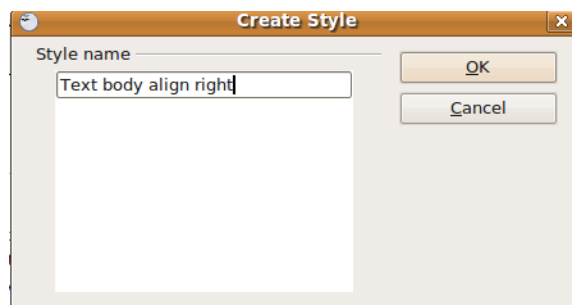 Create Style
Style name
OK
Text body align right
Cancel